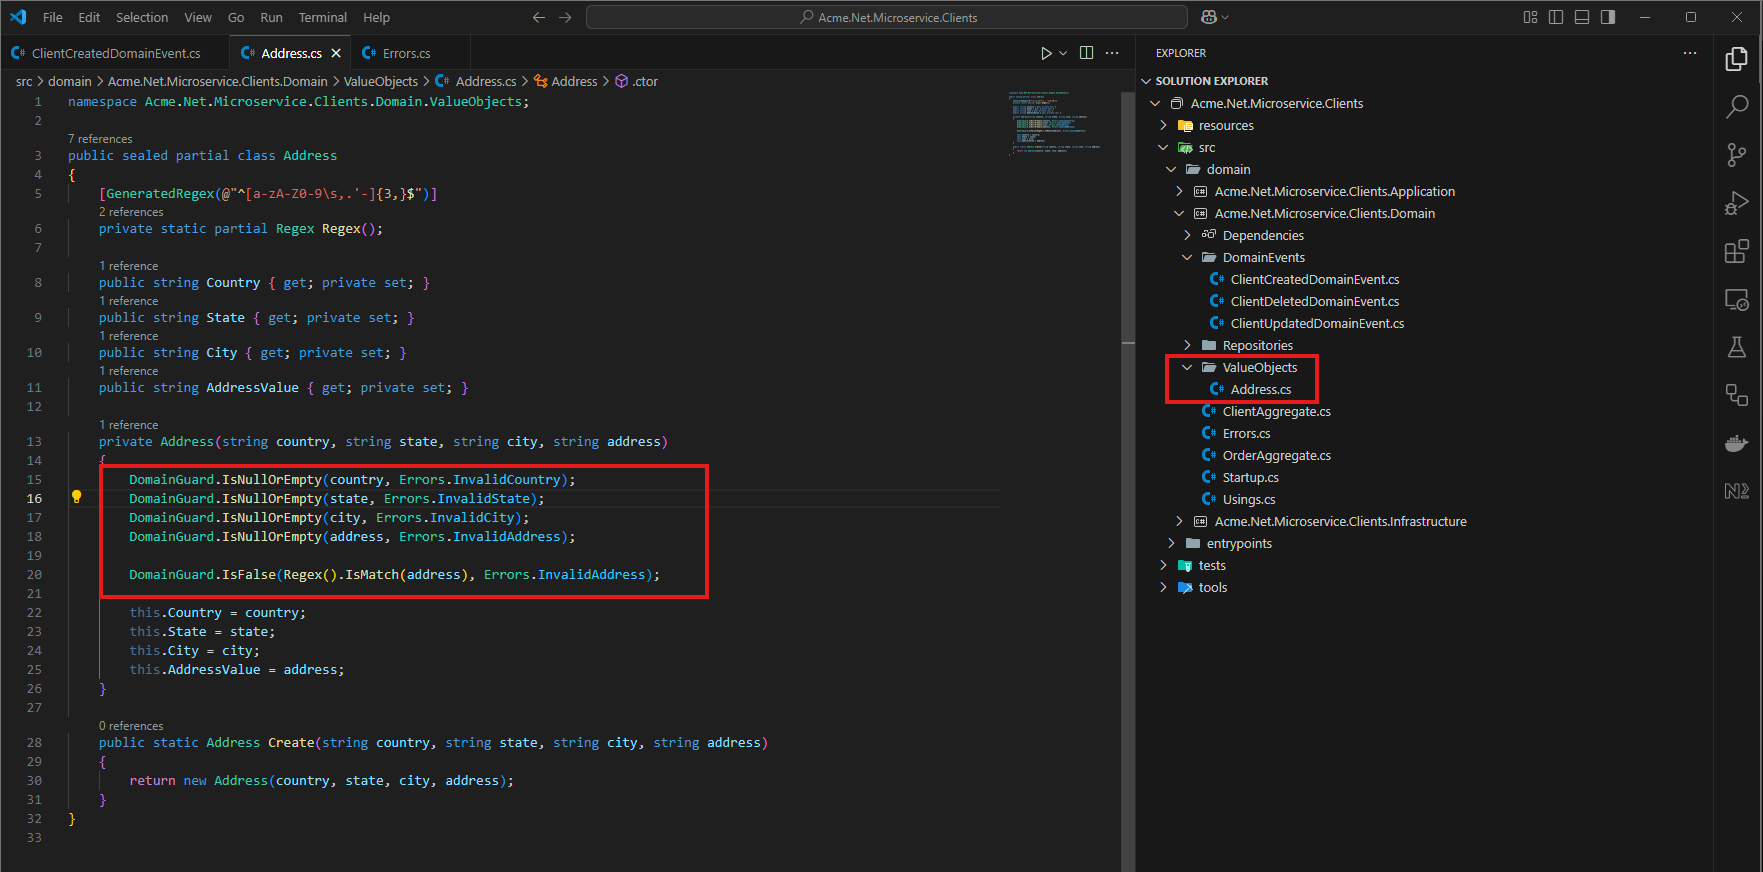 File Edit Selection View Go Run Terminal Help
Acme.Net.Microservice.Clients
ClientCreatedDomainEvent.cs
Address.cs
Errors.cs
src > domain > Acme.Net.Microservice.Clients.Domain > ValueObjects > Address.cs > Address > .ctor
1 namespace Acme.Net.Microservice.Clients.Domain.ValueObjects;
2
7 references
3 public sealed partial class Address
4 {
5 [GeneratedRegex(@"^[a-zA-Z0-9\s,.'-]{3,}$")]
2 references
6 private static partial Regex Regex();
7
1 reference
8 public string Country { get; private set; }
1 reference
9 public string State { get; private set; }
1 reference
10 public string City { get; private set; }
1 reference
11 public string AddressValue { get; private set; }
12
1 reference
13 private Address(string country, string state, string city, string address)
14 {
15 DomainGuard.IsNullOrEmpty(country, Errors.InvalidCountry);
16 DomainGuard.IsNullOrEmpty(state, Errors.InvalidState);
17 DomainGuard.IsNullOrEmpty(city, Errors.InvalidCity);
18 DomainGuard.IsNullOrEmpty(address, Errors.InvalidAddress);
19
20 DomainGuard.IsFalse(Regex().IsMatch(address), Errors.InvalidAddress);
21
22 this.Country = country;
23 this.State = state;
24 this.City = city;
25 this.AddressValue = address;
26 }
27
0 references
28 public static Address Create(string country, string state, string city, string address)
29 {
30 return new Address(country, state, city, address);
31 }
32 }
33
EXPLORER
SOLUTION EXPLORER
Acme.Net.Microservice.Clients
resources
src
domain
Acme.Net.Microservice.Clients.Application
Acme.Net.Microservice.Clients.Domain
Dependencies
DomainEvents
ClientCreatedDomainEvent.cs
ClientDeletedDomainEvent.cs
ClientUpdatedDomainEvent.cs
Repositories
ValueObjects
Address.cs
ClientAggregate.cs
Errors.cs
OrderAggregate.cs
Startup.cs
Usings.cs
Acme.Net.Microservice.Clients.Infrastructure
entrypoints
tests
tools